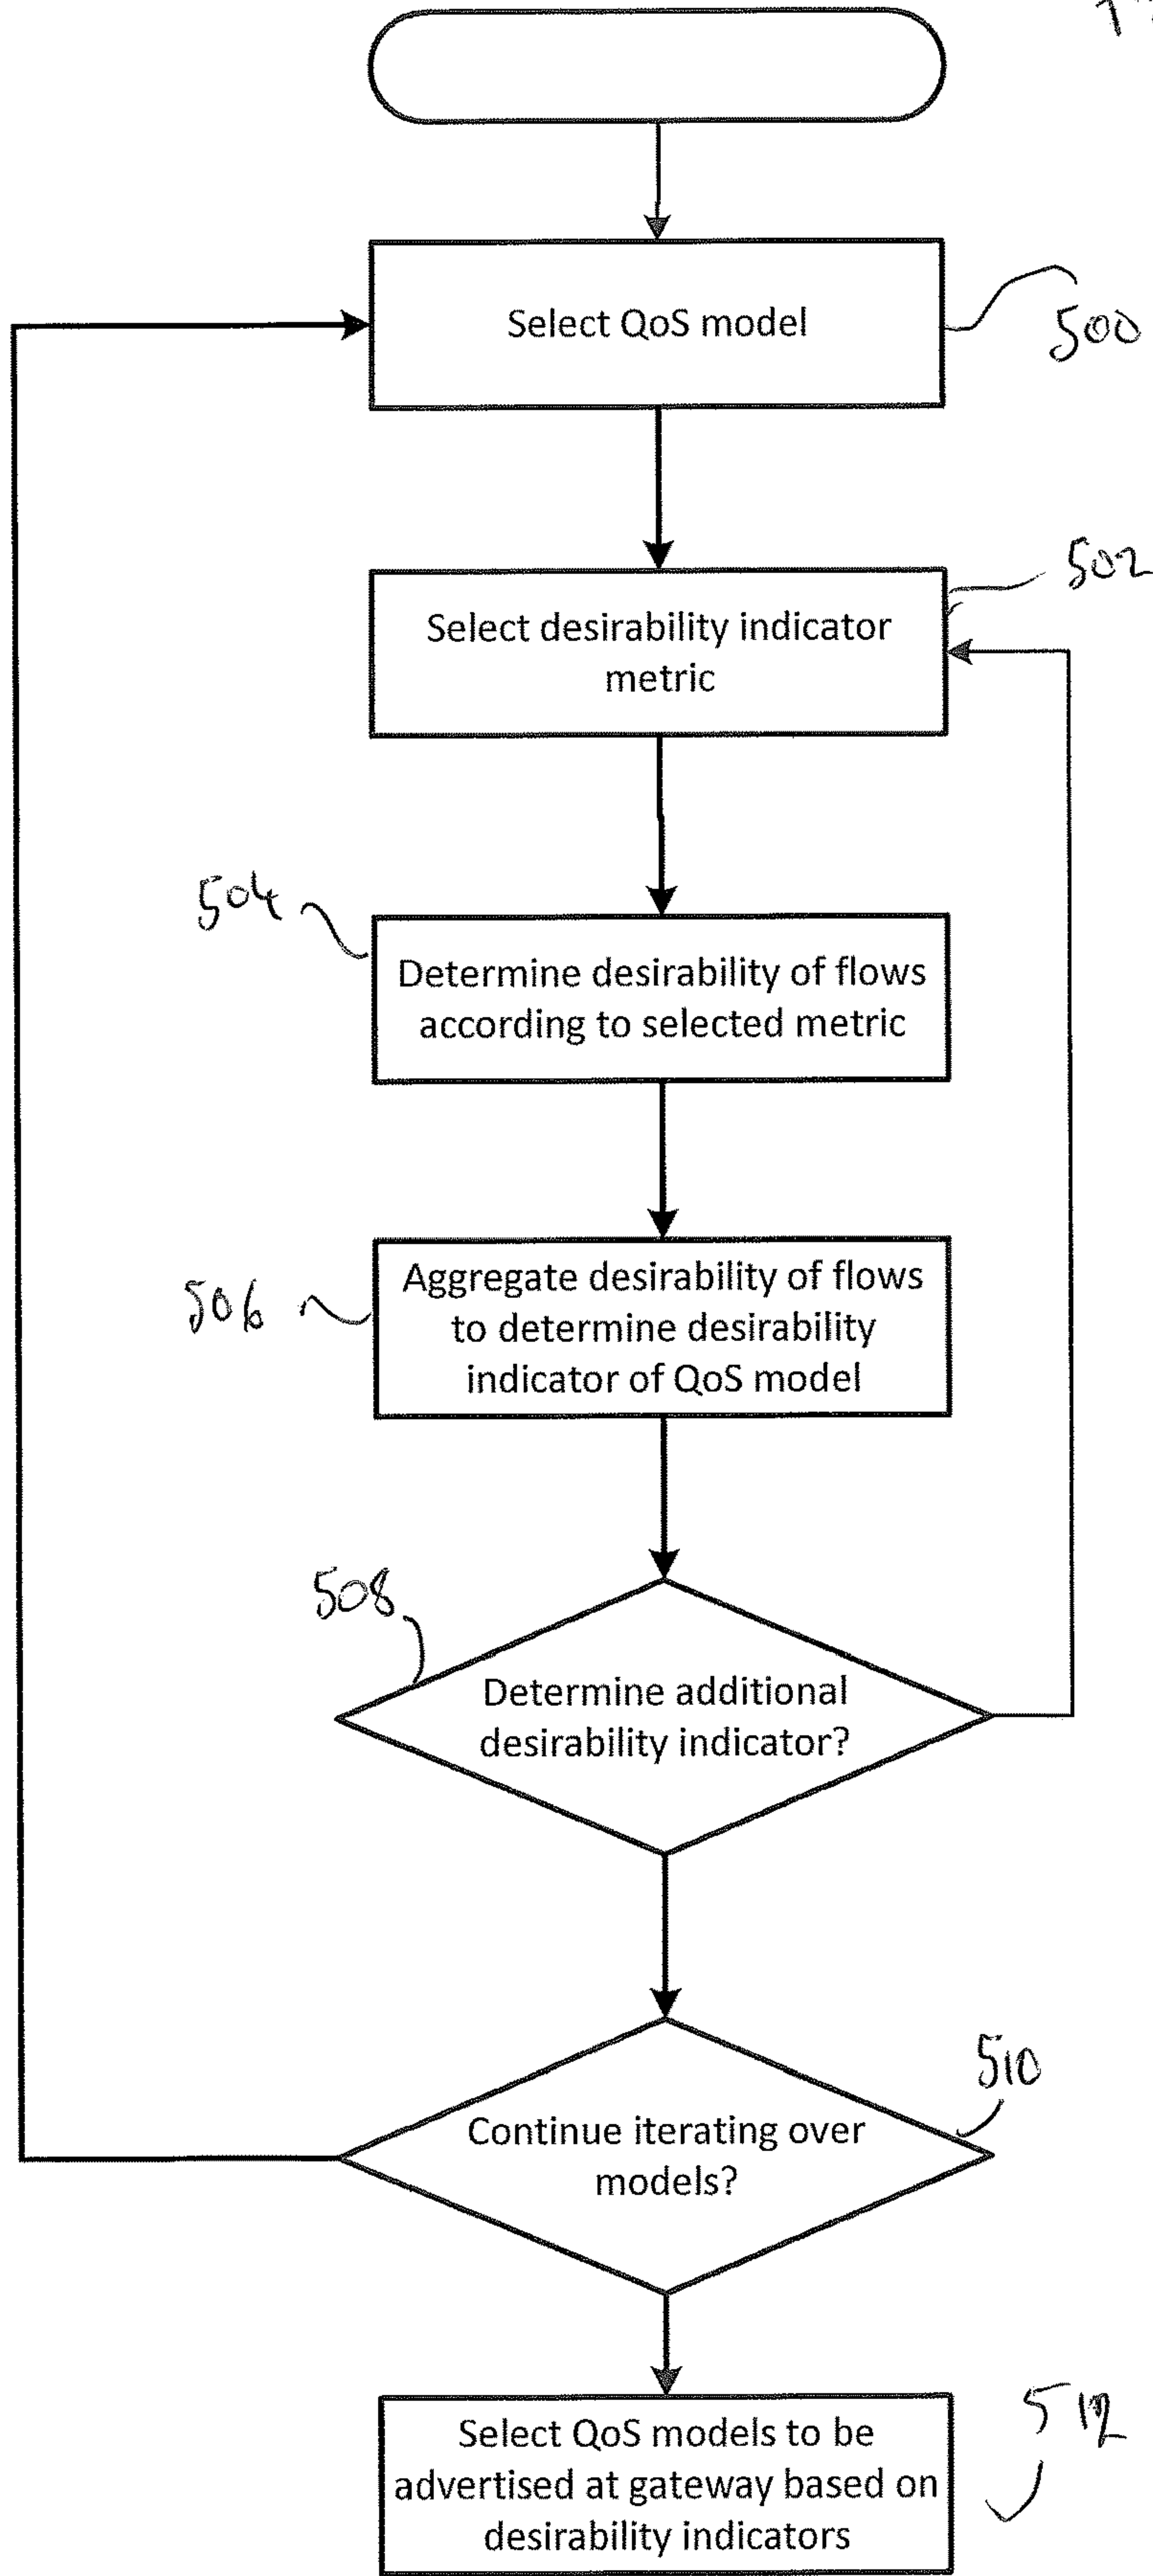 Select QoS model
500
502
Select desirability indicator
metric
504
Determine desirability of flows
according to selected metric
506
Aggregate desirability of flows
to determine desirability
indicator of QoS model
508
Determine additional
desirability indicator?
510
Continue iterating over
models?
512
Select QoS models to be
advertised at gateway based on
desirability indicators